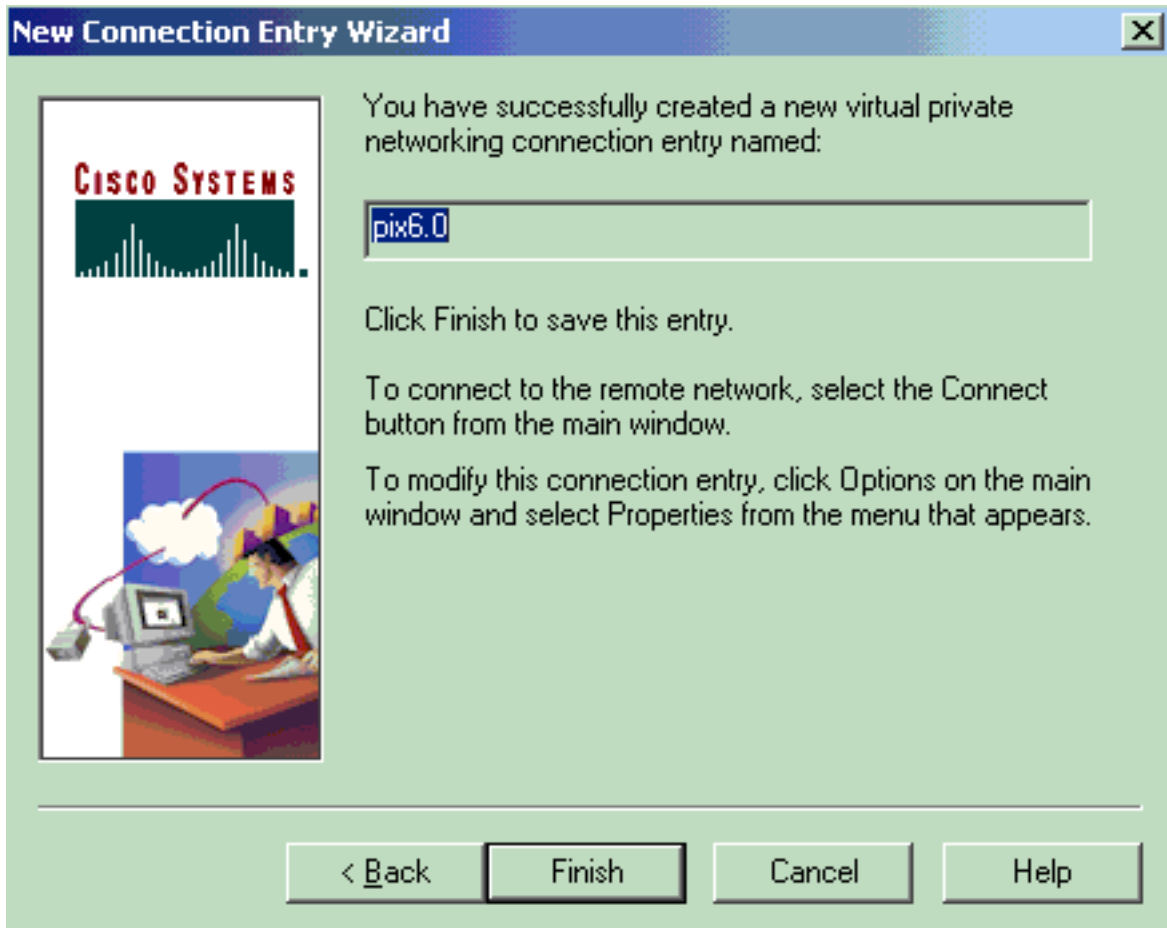 New Connection Entry Wizard
CISCO SYSTEMS
You have successfully created a new virtual private
networking connection entry named:
pix6.0
Click Finish to save this entry.
To connect to the remote network, select the Connect
button from the main window.
To modify this connection entry, click Options on the main
window and select Properties from the menu that appears.
< Back
Finish
Cancel
Help